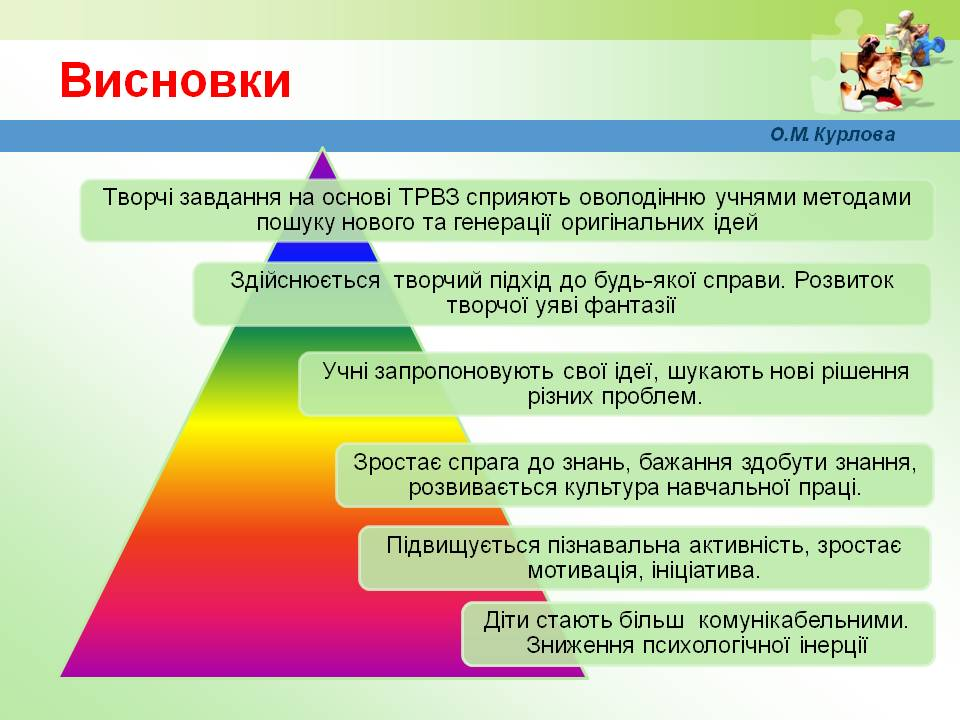 Висновки
О.М. Курлова
Творчі завдання на основі ТРВЗ сприяють оволодінню учнями методами
пошуку нового та генерації оригінальних ідей
Здійснюється творчий підхід до будь-якої справи. Розвиток
творчої уяві фантазії
Учні запропоновують свої ідеї, шукають нові рішення
різних проблем.
Зростає спрага до знань, бажання здобути знання,
розвивається культура навчальної праці.
Підвищується пізнавальна активність, зростає
мотивація, ініціатива.
Діти стають більш комунікабельними.
Зниження психологічної інерції